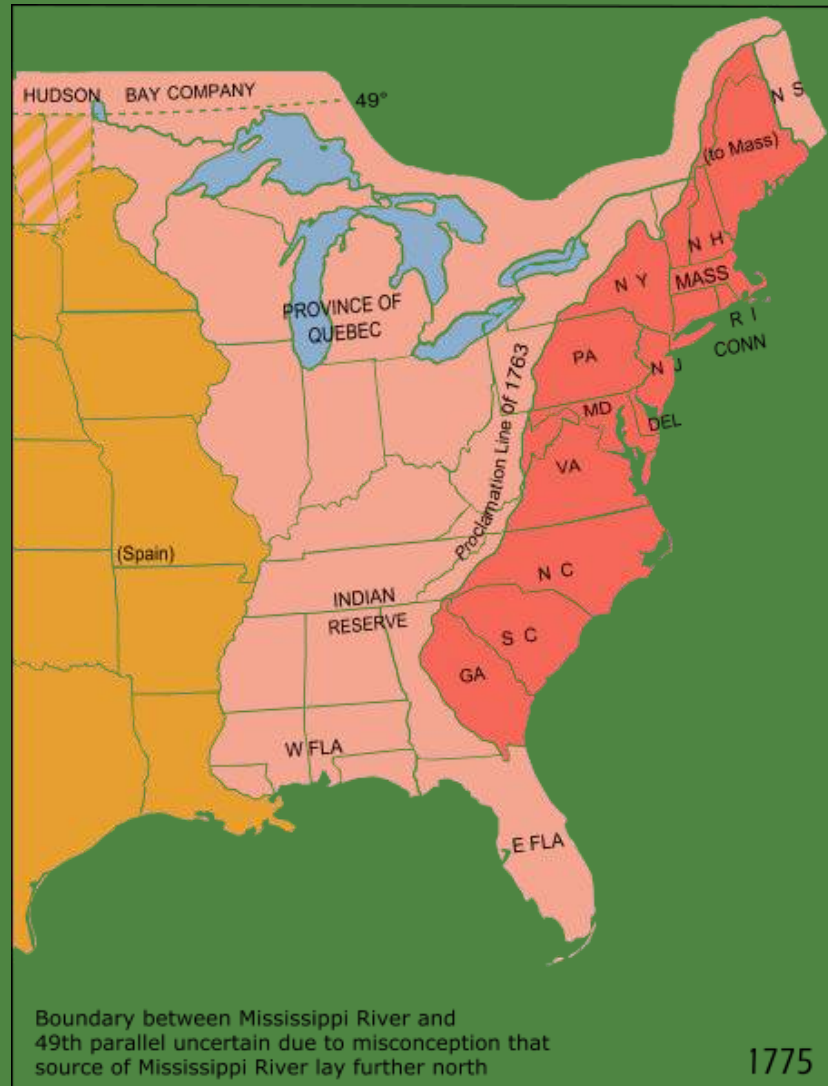 HUDSON BAY COMPANY
49°
N S
(to Mass)
N H
N Y
MASS
R I
CONN
PROVINCE OF
QUEBEC
Proclamation Line of 1763
PA
N J
MD
DEL
VA
(Spain)
N C
INDIAN
RESERVE
S C
GA
W FLA
E FLA
Boundary between Mississippi River and
49th parallel uncertain due to misconception that
source of Mississippi River lay further north
1775